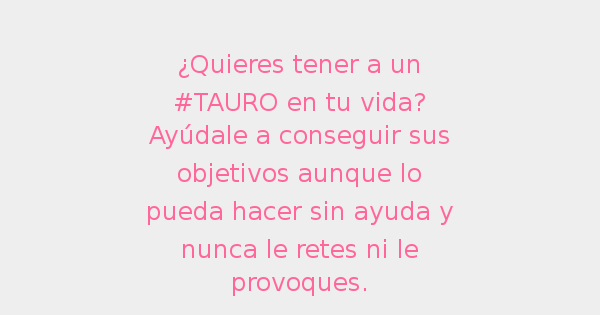 ¿Quieres tener a un
#TAURO en tu vida?
Ayúdale a conseguir sus
objetivos aunque lo
pueda hacer sin ayuda y
nunca le retes ni le
provoques.